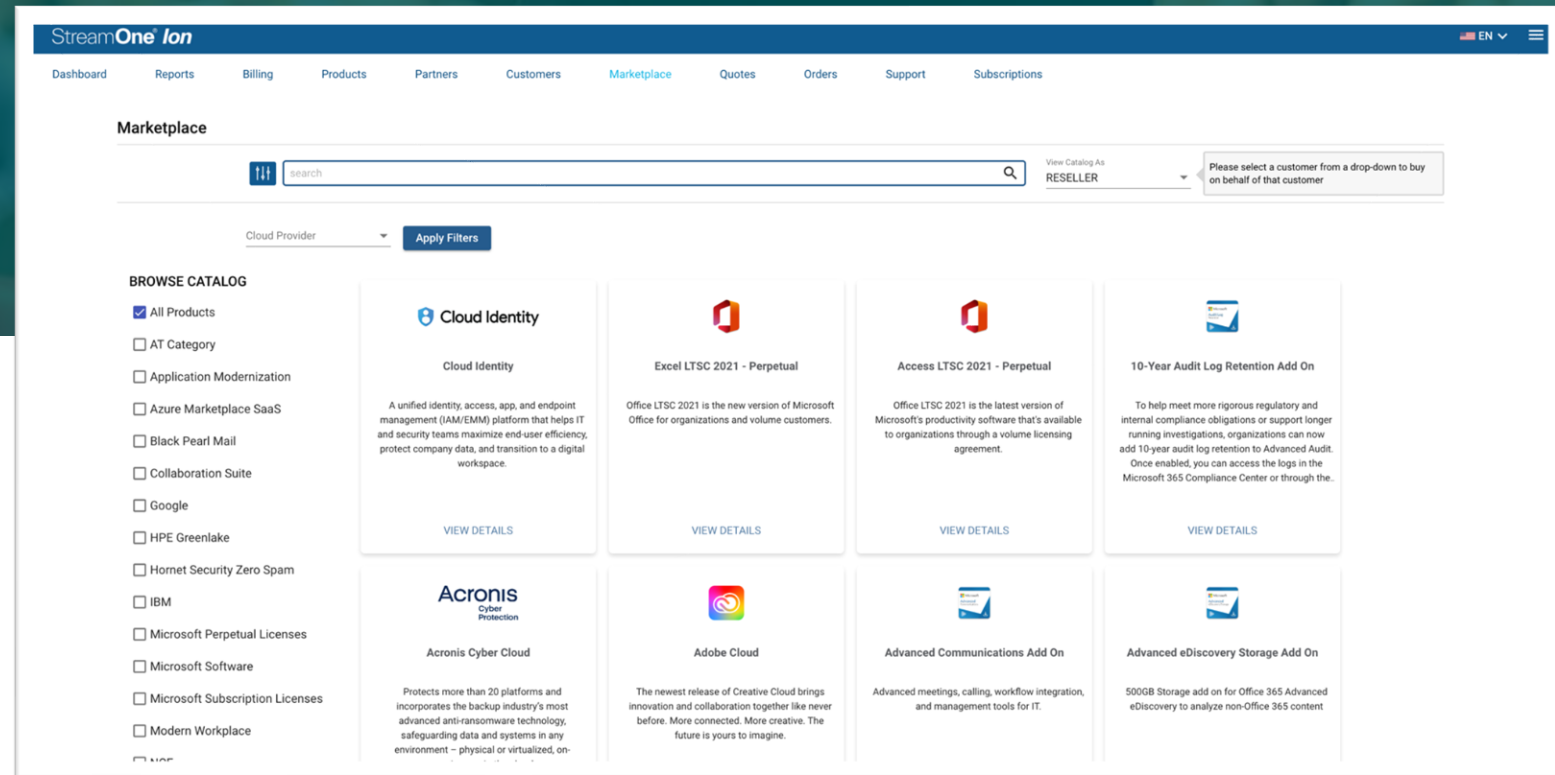 StreamOne® Ion
EN
Dashboard Reports Billing Products Partners Customers Marketplace Quotes Orders Support Subscriptions
Marketplace
search
View Catalog As
RESELLER
Please select a customer from a drop-down to buy
on behalf of that customer
Cloud Provider
Apply Filters
BROWSE CATALOG
All Products
AT Category
Application Modernization
Azure Marketplace SaaS
Black Pearl Mail
Collaboration Suite
Google
HPE Greenlake
Hornet Security Zero Spam
IBM
Microsoft Perpetual Licenses
Microsoft Software
Microsoft Subscription Licenses
Modern Workplace
Cloud Identity
Cloud Identity
A unified identity, access, app, and endpoint
management (IAM/EMM) platform that helps IT
and security teams maximize end-user efficiency,
protect company data, and transition to a digital
workspace.
VIEW DETAILS
Excel LTSC 2021 - Perpetual
Office LTSC 2021 is the new version of Microsoft
Office for organizations and volume customers.
VIEW DETAILS
Access LTSC 2021 - Perpetual
Office LTSC 2021 is the latest version of
Microsoft's productivity software that's available
to organizations through a volume licensing
agreement.
VIEW DETAILS
10-Year Audit Log Retention Add On
To help meet more rigorous regulatory and
internal compliance obligations or support longer
running investigations, organizations can now
add 10-year audit log retention to Advanced Audit.
Once enabled, you can access the logs in the
Microsoft 365 Compliance Center or through the..
VIEW DETAILS
Acronis
Cyber
Protection
Acronis Cyber Cloud
Protects more than 20 platforms and
incorporates the backup industry's most
advanced anti-ransomware technology,
safeguarding data and systems in any
environment – physical or virtualized, on-
Adobe Cloud
The newest release of Creative Cloud brings
innovation and collaboration together like never
before. More connected. More creative. The
future is yours to imagine.
Advanced Communications Add On
Advanced meetings, calling, workflow integration,
and management tools for IT.
Advanced eDiscovery Storage Add On
500GB Storage add on for Office 365 Advanced
eDiscovery to analyze non-Office 365 content